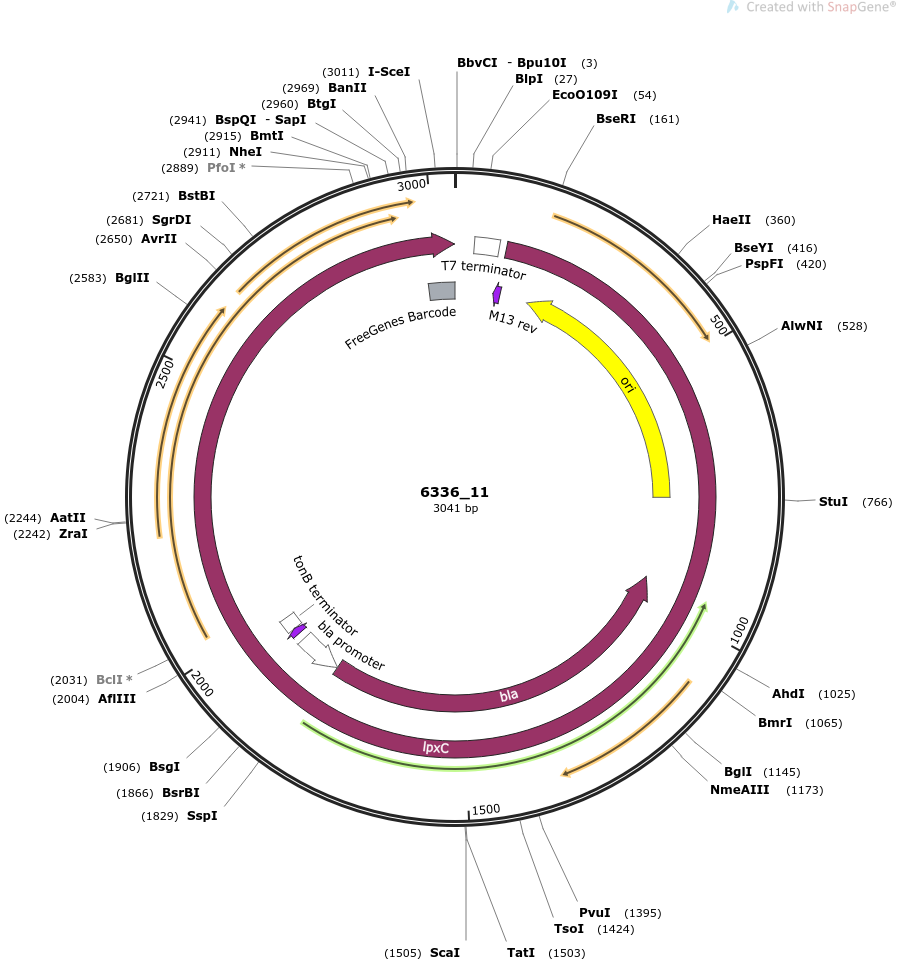 Created with SnapGene®
(3011) I-SceI
(2969) BanII
(2960) BtgI
(2941) BspQI - SapI
(2915) BmtI
(2911) NheI
(2889) PfoI *
(2721) BstBI
(2681) SgrDI
(2650) AvrII
(2583) BglII
(2244) AatII
(2242) ZraI
(2031) BclI *
(2004) AflIII
(1906) BsgI
(1866) BsrBI
(1829) SspI
(1505) ScaI
BbvCI - Bpu10I (3)
BlpI (27)
EcoO109I (54)
BseRI (161)
HaeII (360)
BseYI (416)
PspFI (420)
AlwNI (528)
StuI (766)
AhdI (1025)
BmrI (1065)
BglI (1145)
NmeAIII (1173)
PvuI (1395)
TsoI (1424)
TatI (1503)
3000
500
1000
1500
2000
2500
T7 terminator
M13 rev
FreeGenes Barcode
ori
6336_11
3041 bp
tonB terminator
bla promoter
bla
lpxC